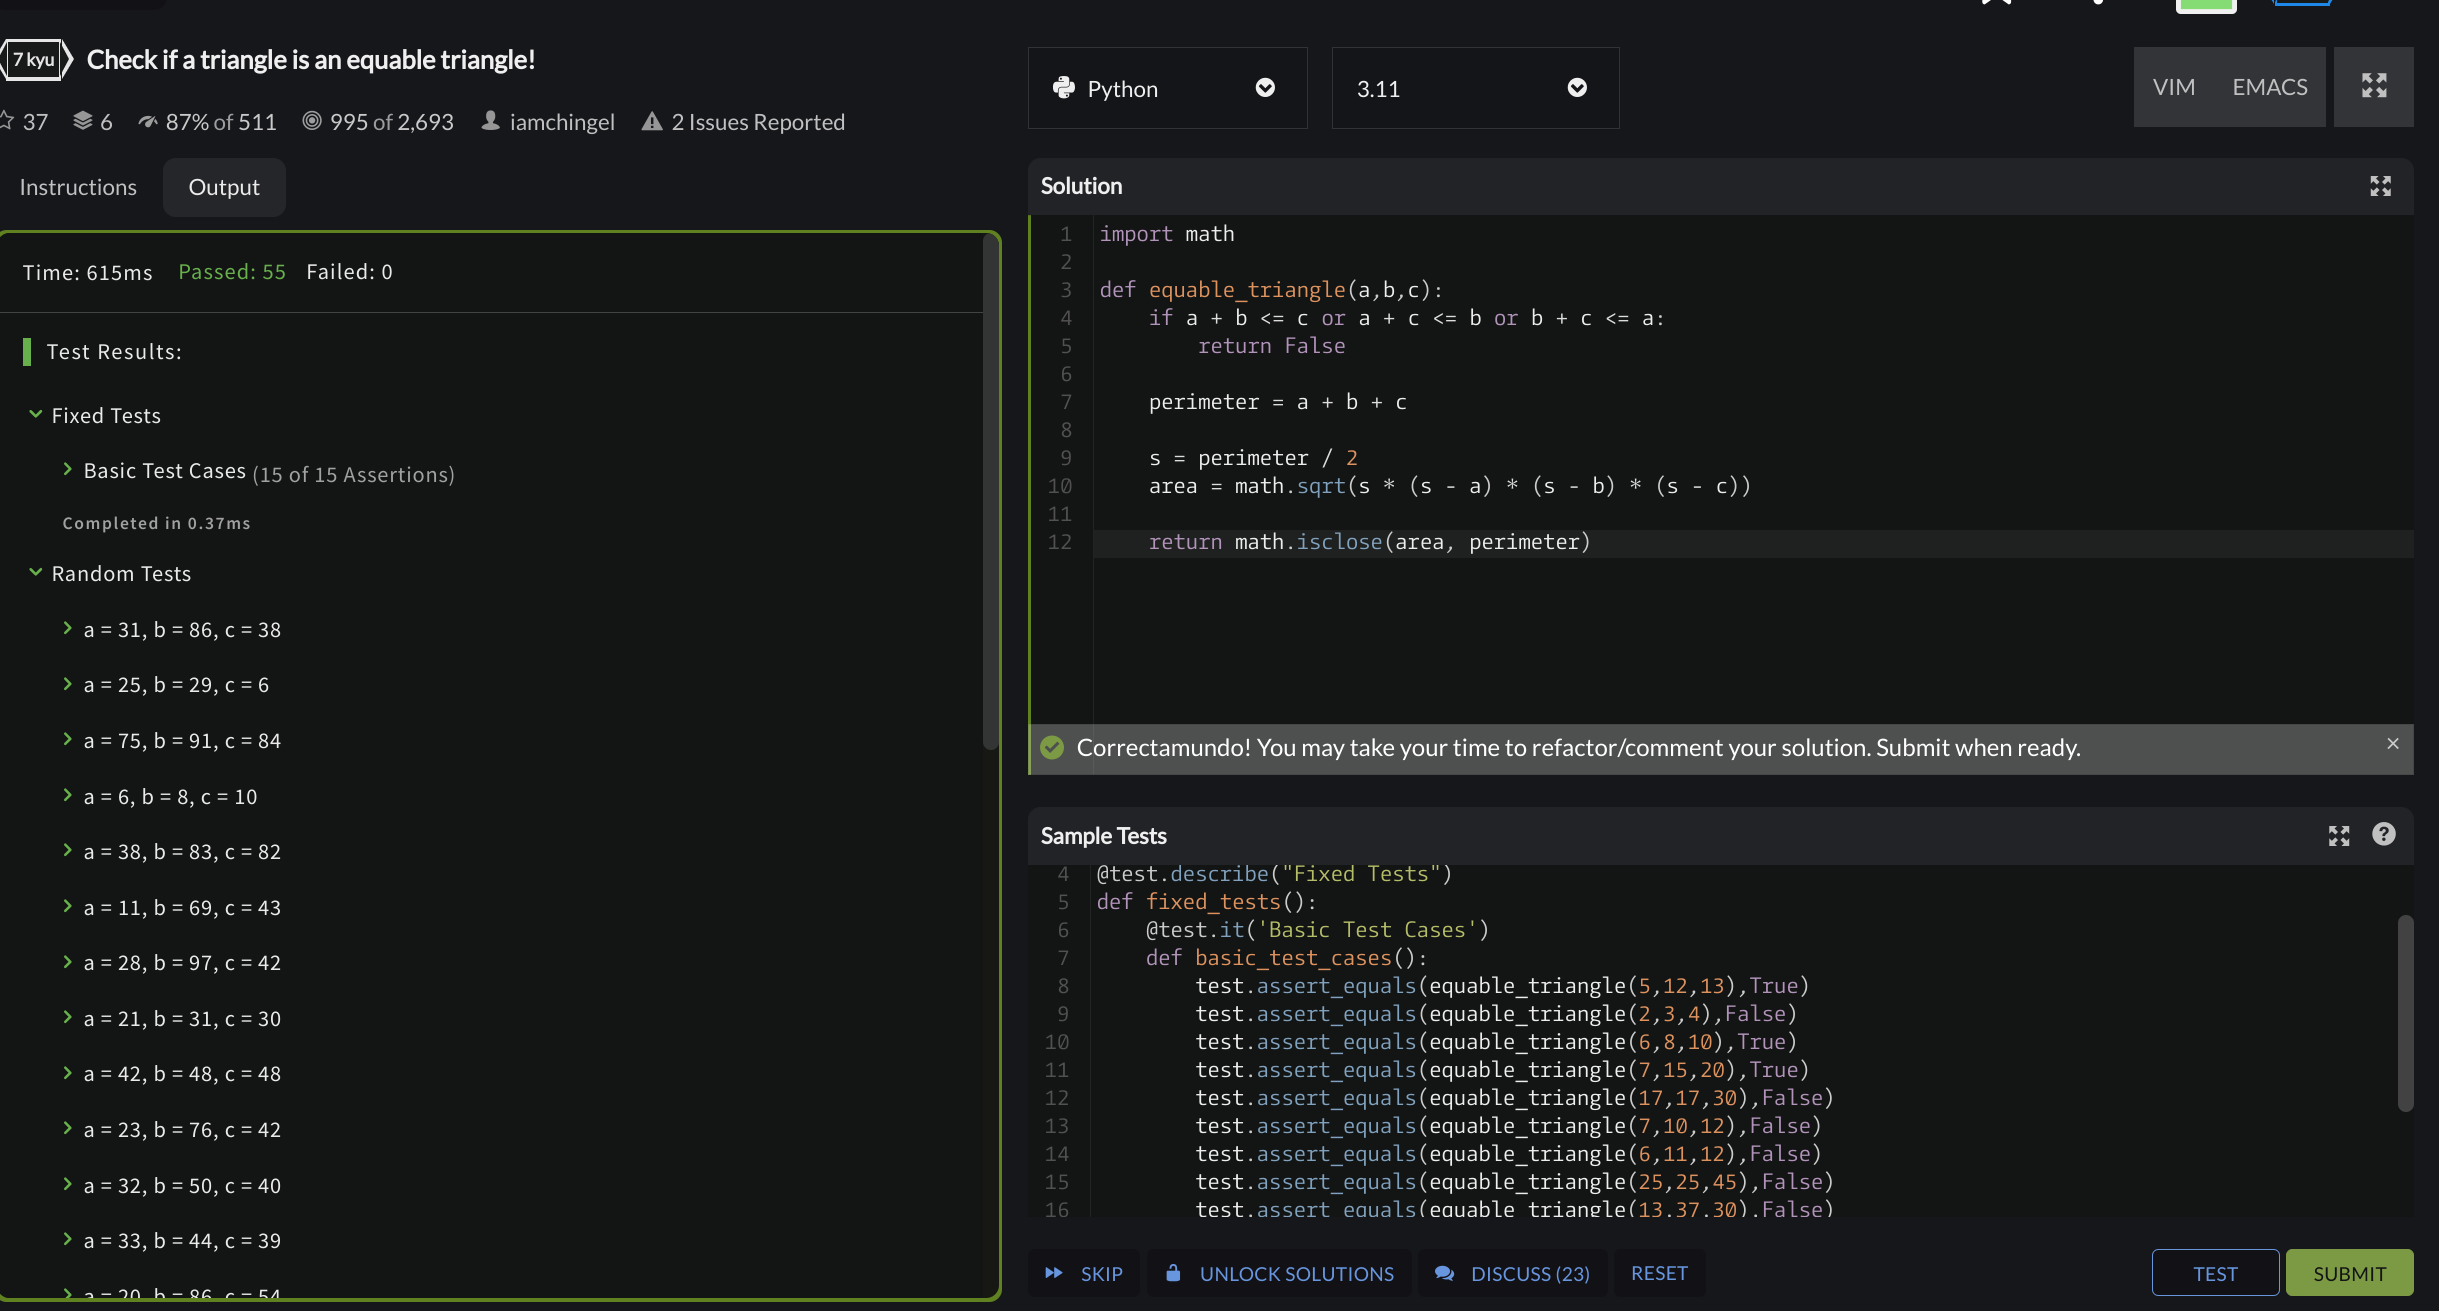 7 kyu
Check if a triangle is an equable triangle!
37 6 87% of 511 995 of 2,693 iamchingel 2 Issues Reported
Instructions
Output
Time: 615ms Passed: 55 Failed: 0
Test Results:
Fixed Tests
Basic Test Cases (15 of 15 Assertions)
Completed in 0.37ms
Random Tests
a = 31, b = 86, c = 38
a = 25, b = 29, c = 6
a = 75, b = 91, c = 84
a = 6, b = 8, c = 10
a = 38, b = 83, c = 82
a = 11, b = 69, c = 43
a = 28, b = 97, c = 42
a = 21, b = 31, c = 30
a = 42, b = 48, c = 48
a = 23, b = 76, c = 42
a = 32, b = 50, c = 40
a = 33, b = 44, c = 39
a = 20, b = 86, c = 54
Python
3.11
VIM EMACS
Solution
1 import math
2
3 def equable_triangle(a,b,c):
4     if a + b <= c or a + c <= b or b + c <= a:
5         return False
6
7     perimeter = a + b + c
8
9     s = perimeter / 2
10     area = math.sqrt(s * (s - a) * (s - b) * (s - c))
11
12     return math.isclose(area, perimeter)
Correctamundo! You may take your time to refactor/comment your solution. Submit when ready.
Sample Tests
4 @test.describe("Fixed Tests")
5 def fixed_tests():
6     @test.it('Basic Test Cases')
7     def basic_test_cases():
8         test.assert_equals(equable_triangle(5,12,13),True)
9         test.assert_equals(equable_triangle(2,3,4),False)
10         test.assert_equals(equable_triangle(6,8,10),True)
11         test.assert_equals(equable_triangle(7,15,20),True)
12         test.assert_equals(equable_triangle(17,17,30),False)
13         test.assert_equals(equable_triangle(7,10,12),False)
14         test.assert_equals(equable_triangle(6,11,12),False)
15         test.assert_equals(equable_triangle(25,25,45),False)
16         test.assert_equals(equable_triangle(13,37,30),False)
SKIP UNLOCK SOLUTIONS DISCUSS (23) RESET TEST SUBMIT